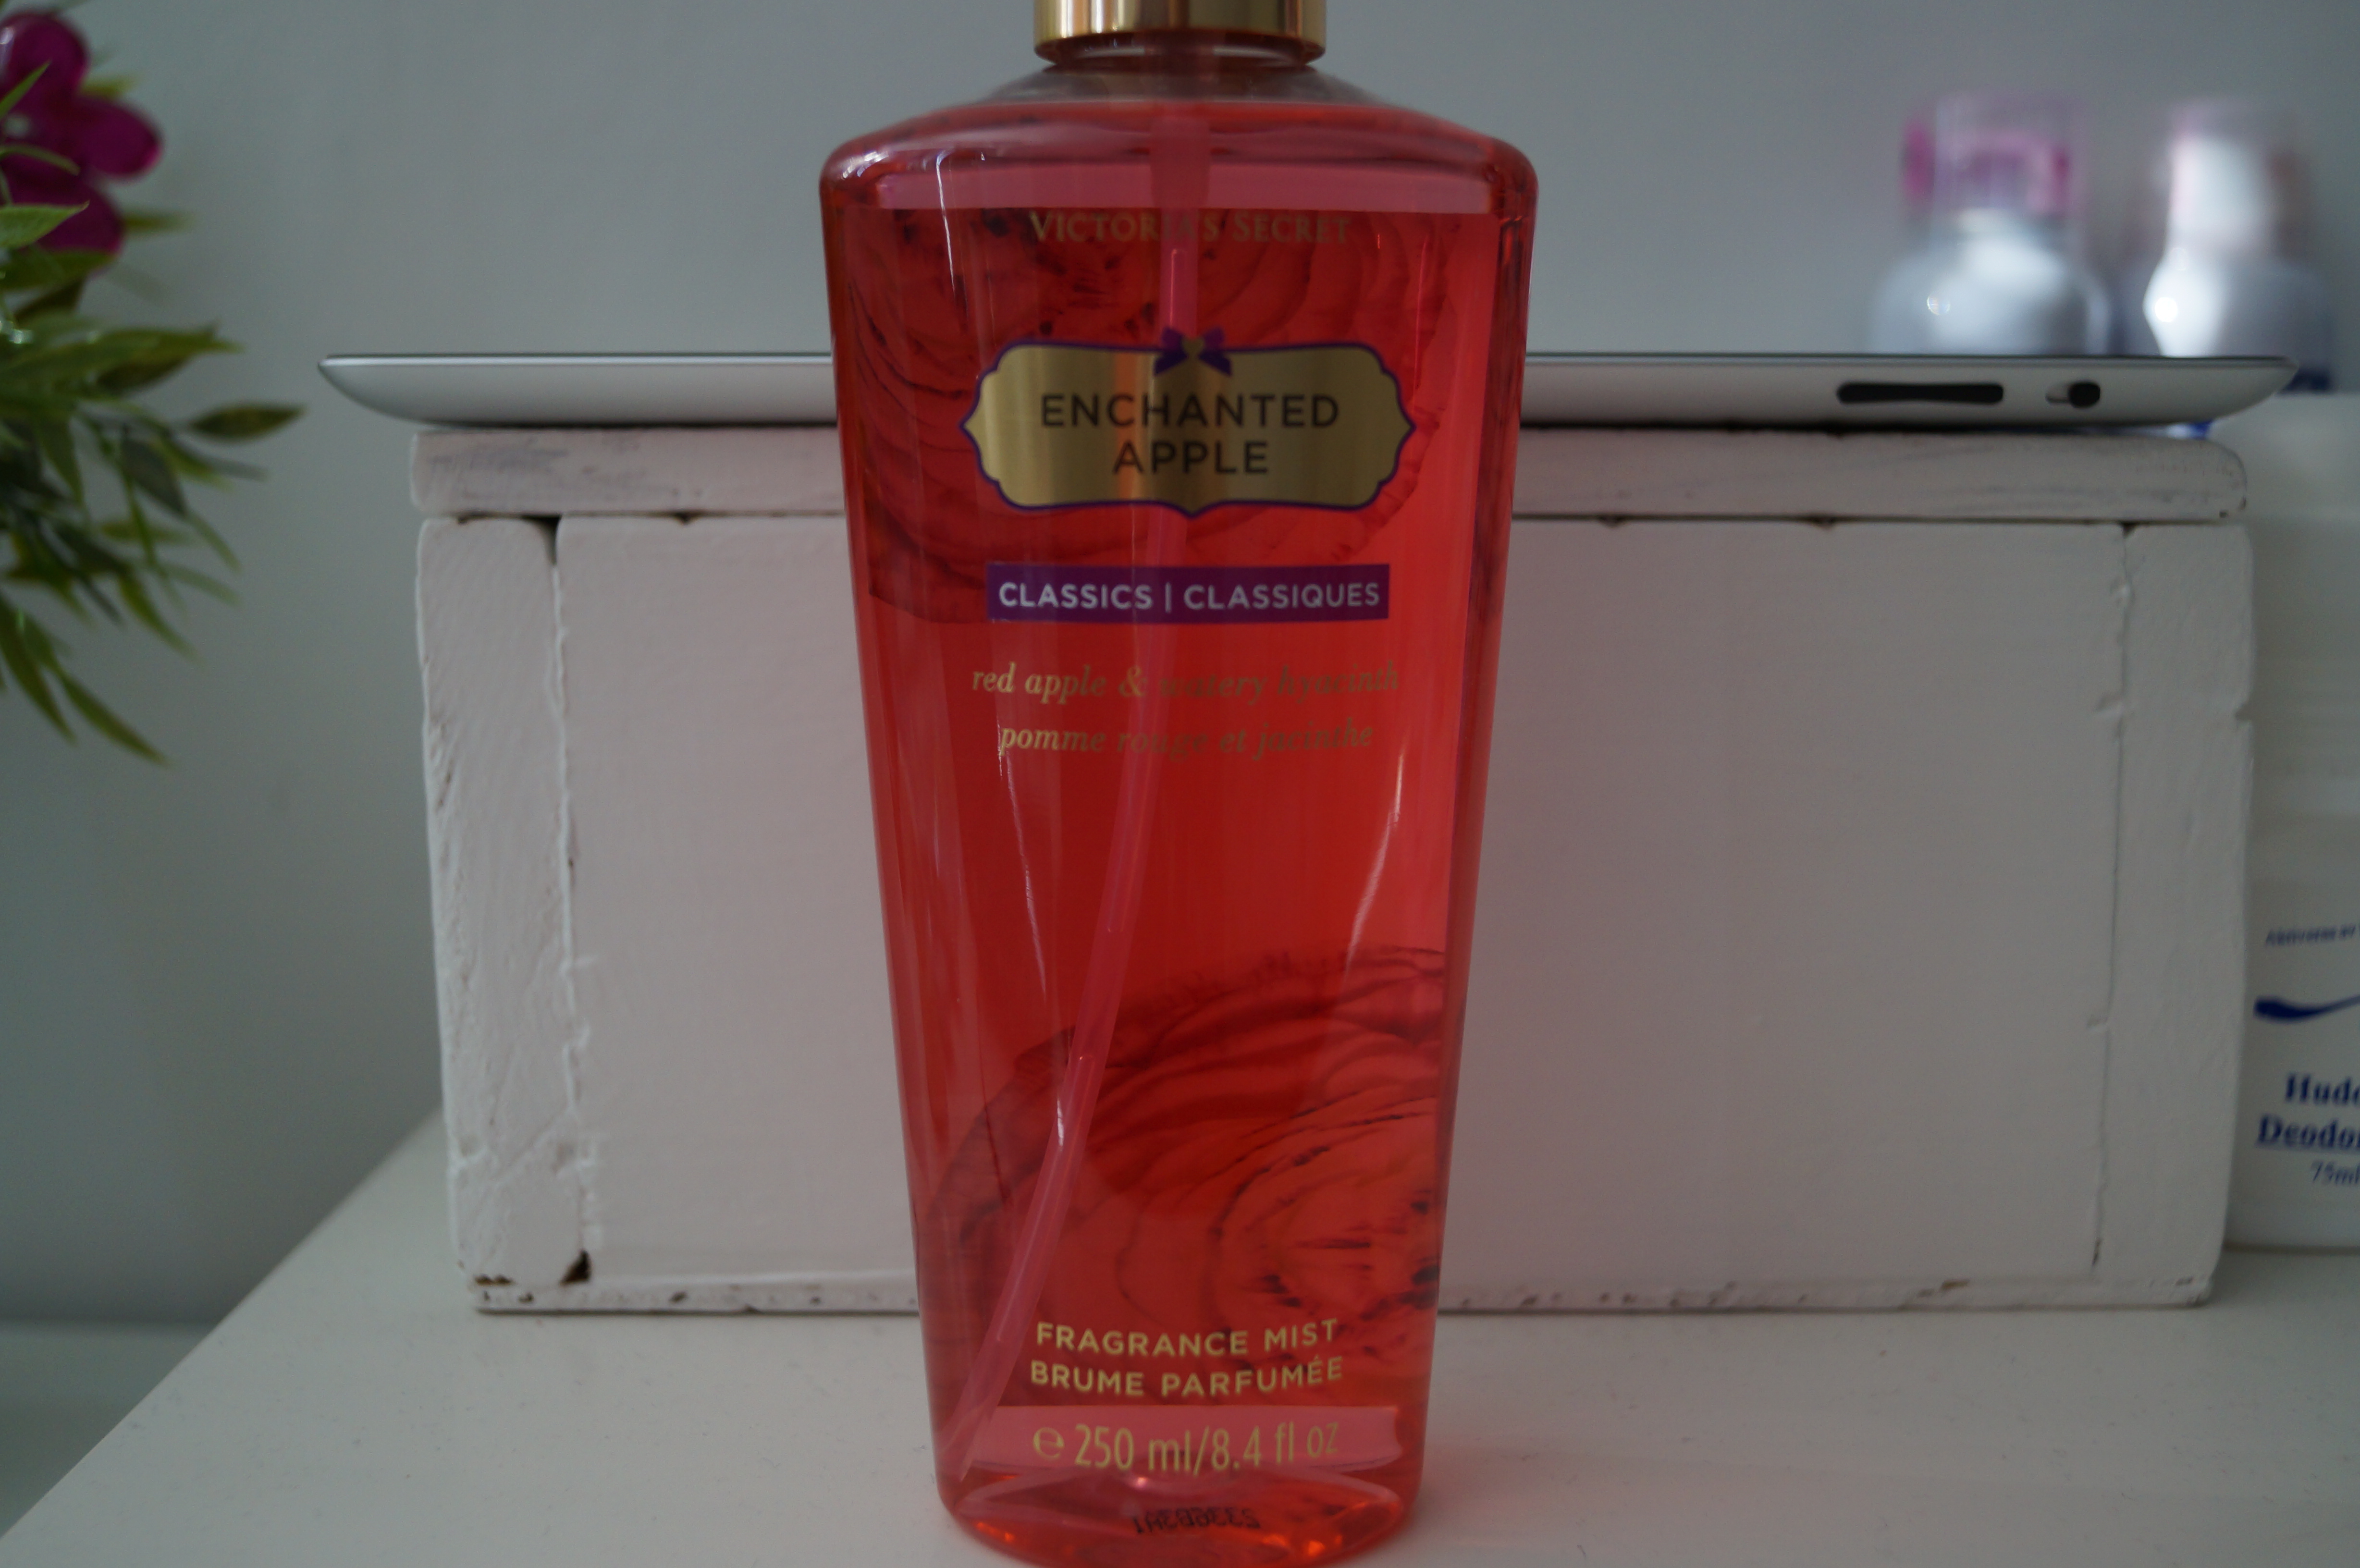 VICTORIA'S SECRET
ENCHANTED
APPLE
CLASSICS | CLASSIQUES
red apple & watery hyacinth
pomme rouge et jacinthe
FRAGRANCE MIST
BRUME PARFUMÉE
℮ 250 ml/8.4 fl oz
75ml